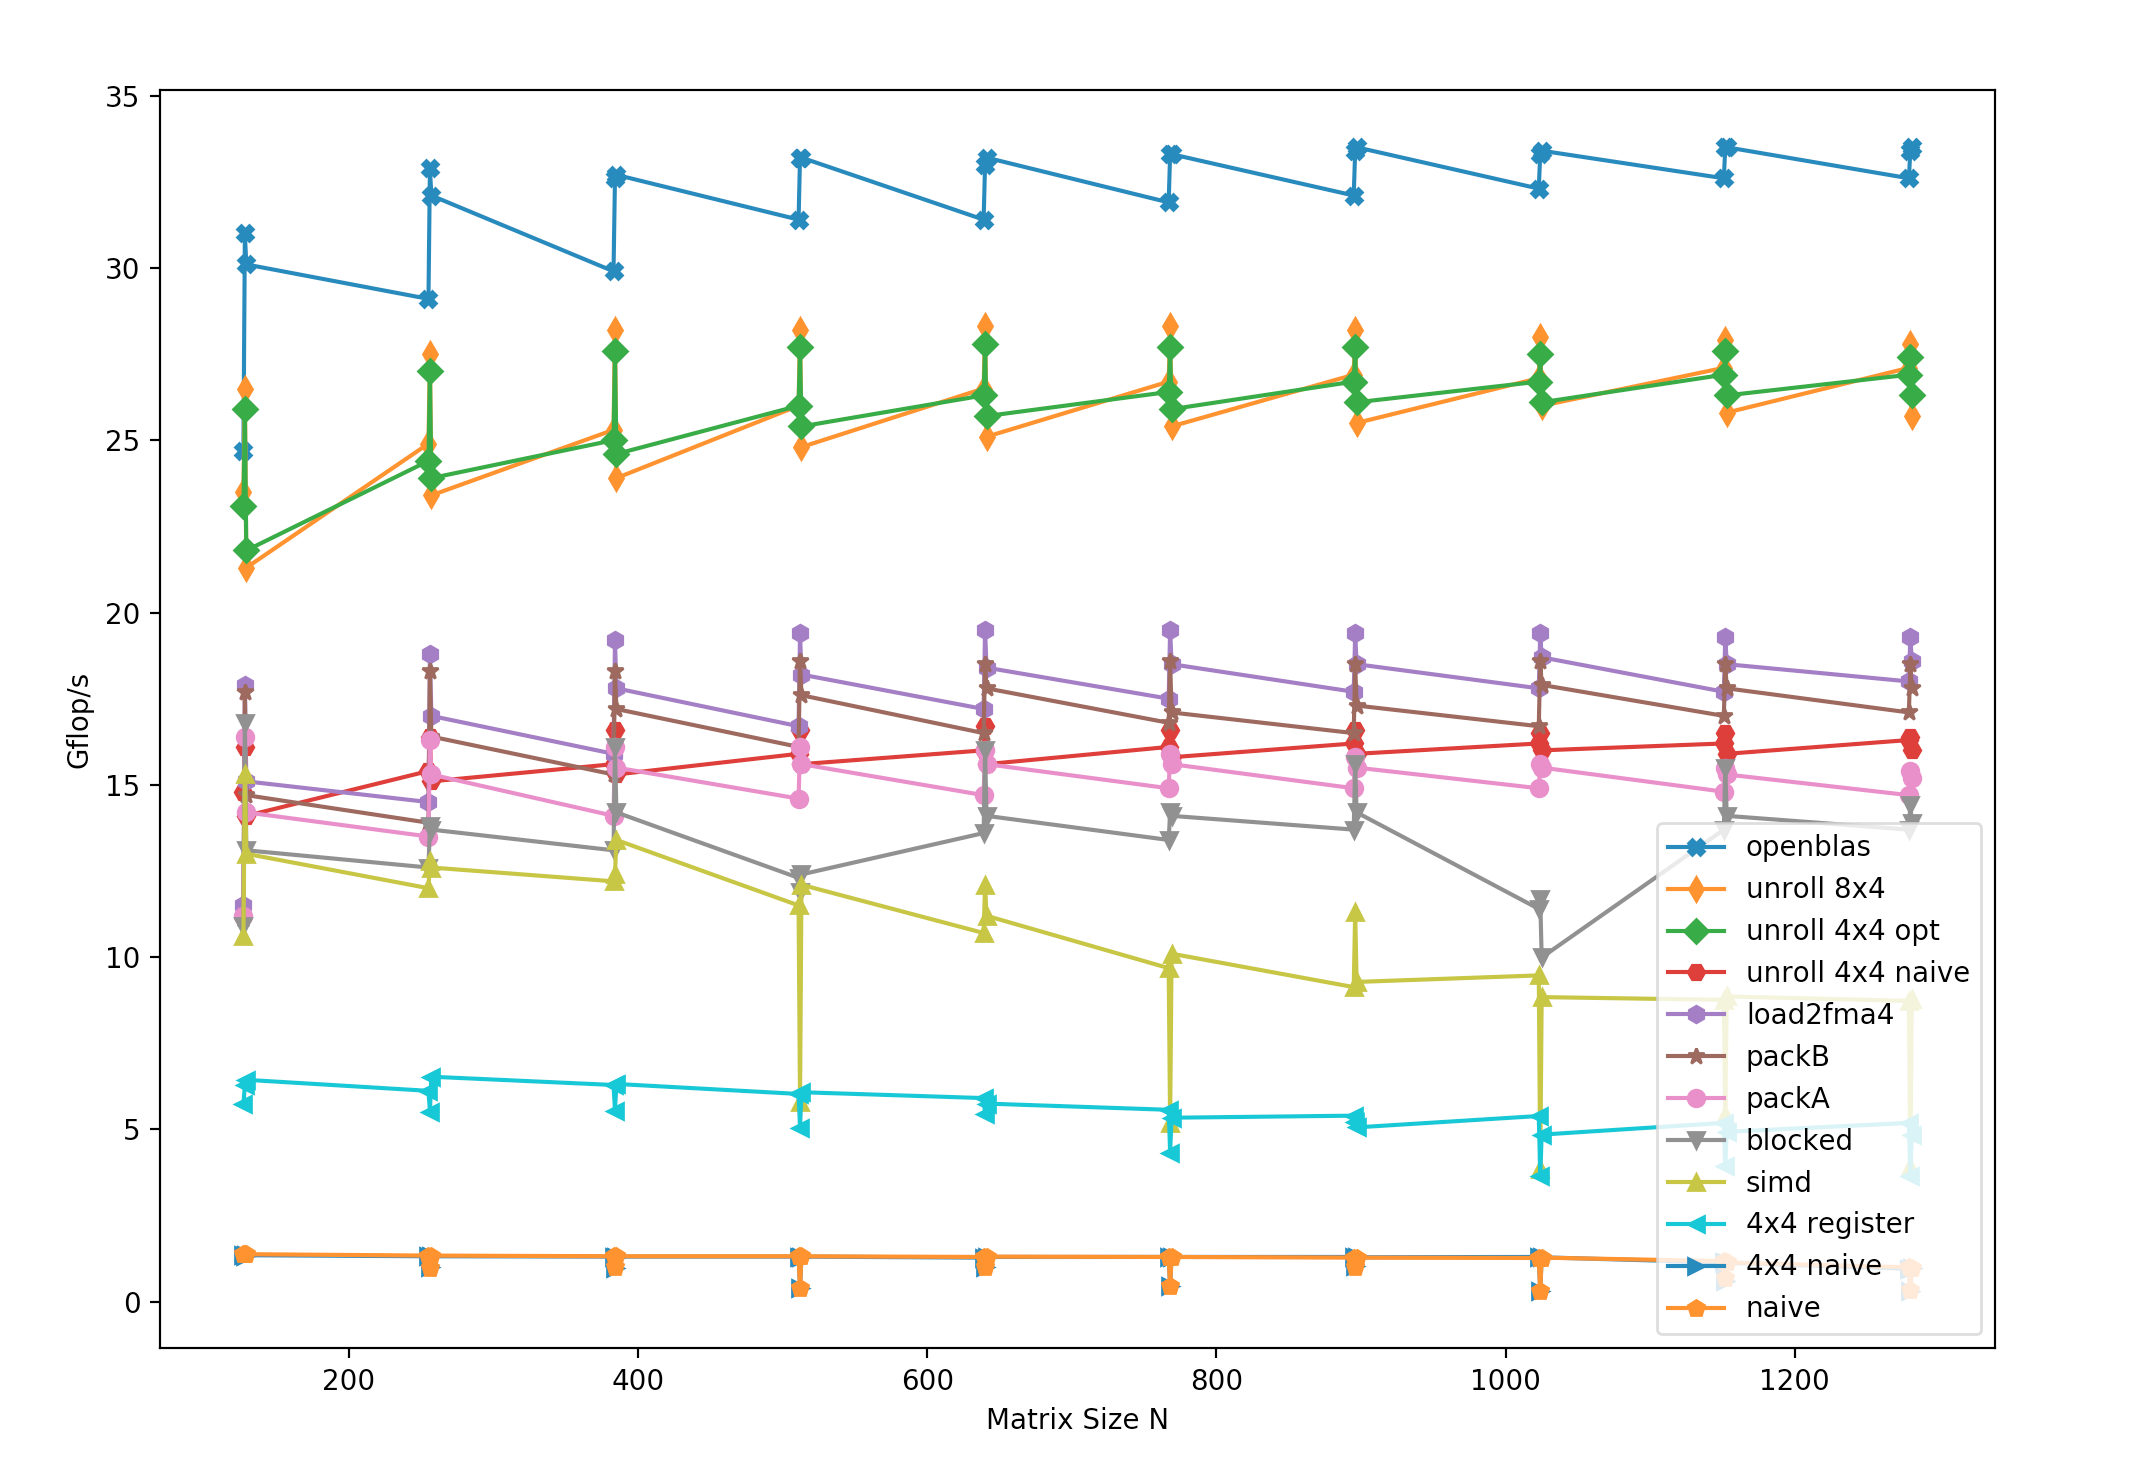 35
30
25
20
15
10
5
0
Gflop/s
200
400
600
800
1000
1200
Matrix Size N
openblas
unroll 8x4
unroll 4x4 opt
unroll 4x4 naive
load2fma4
packB
packA
blocked
simd
4x4 register
4x4 naive
naive